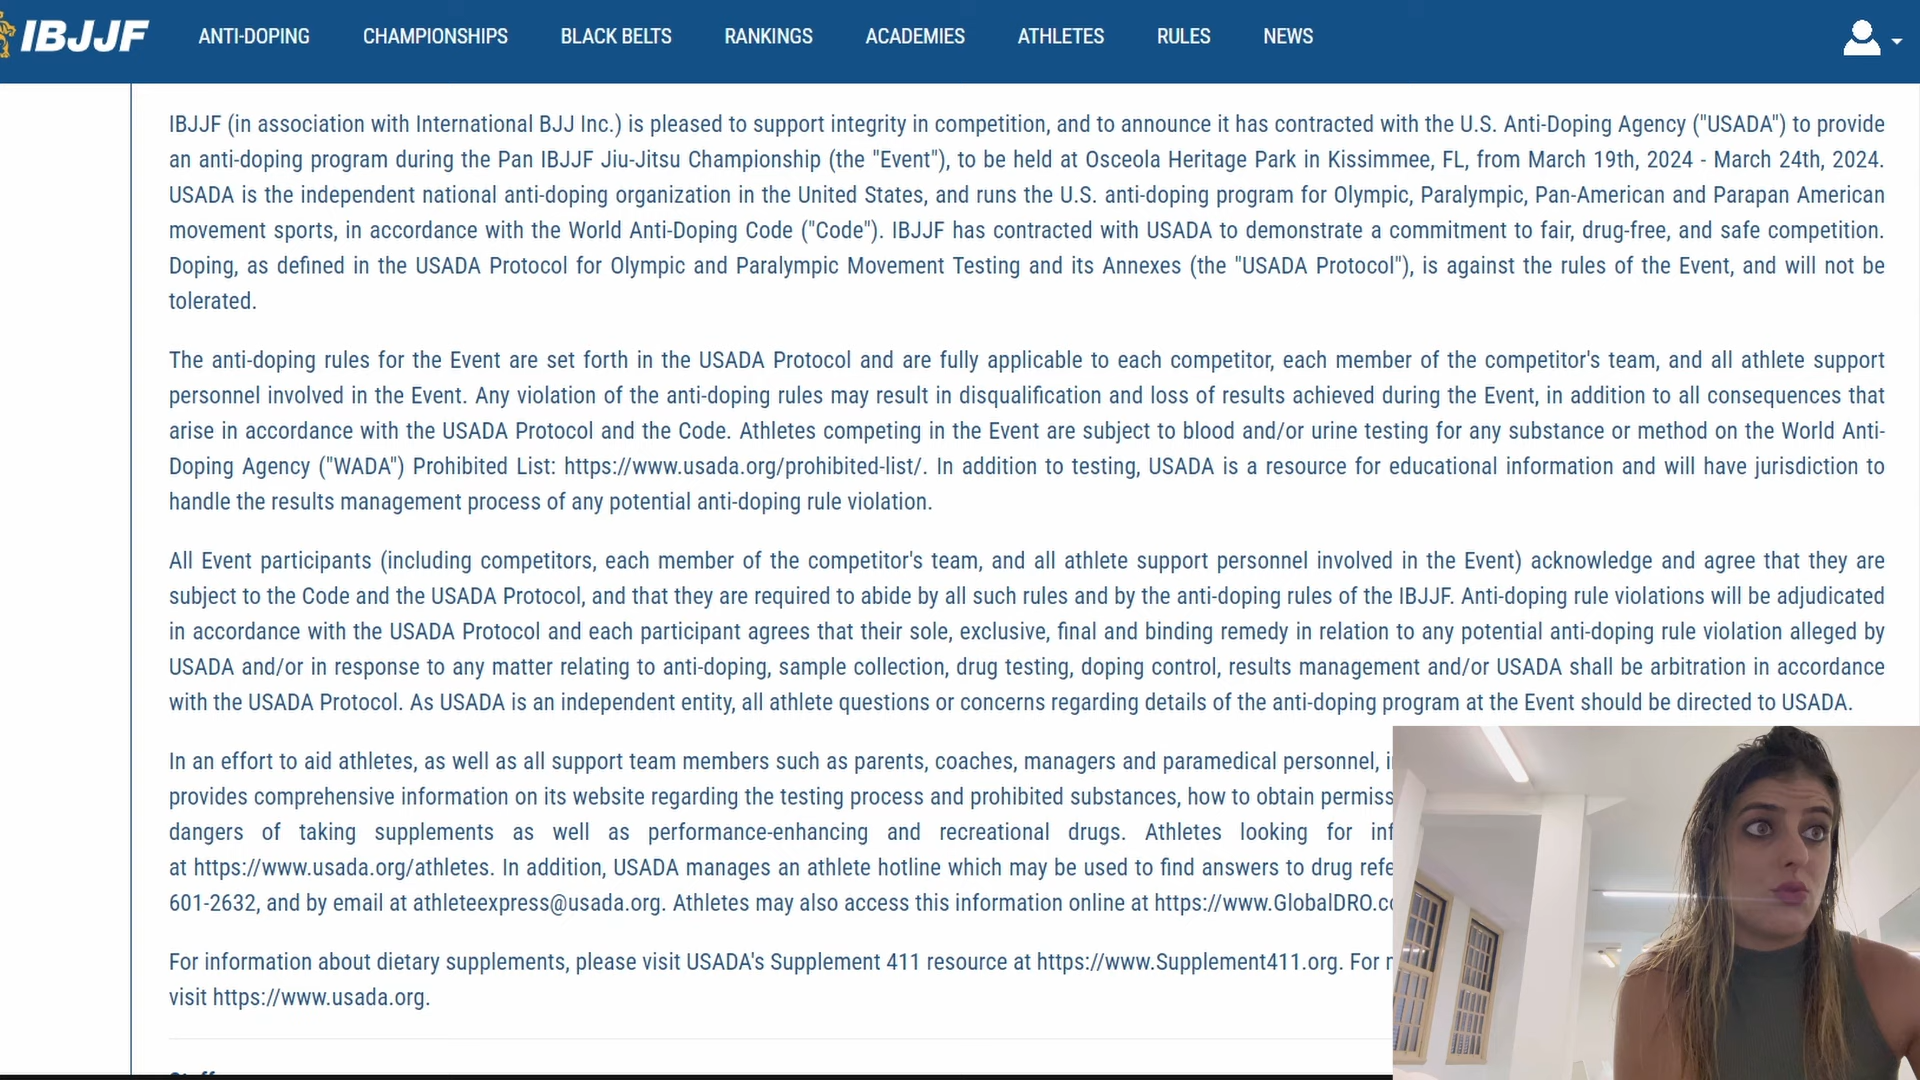 IBJJF ANTI-DOPING CHAMPIONSHIPS BLACK BELTS RANKINGS ACADEMIES ATHLETES RULES NEWS
IBJJF (in association with International BJJ Inc.) is pleased to support integrity in competition, and to announce it has contracted with the U.S. Anti-Doping Agency ("USADA") to provide
an anti-doping program during the Pan IBJJF Jiu-Jitsu Championship (the "Event"), to be held at Osceola Heritage Park in Kissimmee, FL, from March 19th, 2024 - March 24th, 2024.
USADA is the independent national anti-doping organization in the United States, and runs the U.S. anti-doping program for Olympic, Paralympic, Pan-American and Parapan American
movement sports, in accordance with the World Anti-Doping Code ("Code"). IBJJF has contracted with USADA to demonstrate a commitment to fair, drug-free, and safe competition.
Doping, as defined in the USADA Protocol for Olympic and Paralympic Movement Testing and its Annexes (the "USADA Protocol"), is against the rules of the Event, and will not be
tolerated.
The anti-doping rules for the Event are set forth in the USADA Protocol and are fully applicable to each competitor, each member of the competitor's team, and all athlete support
personnel involved in the Event. Any violation of the anti-doping rules may result in disqualification and loss of results achieved during the Event, in addition to all consequences that
arise in accordance with the USADA Protocol and the Code. Athletes competing in the Event are subject to blood and/or urine testing for any substance or method on the World Anti-
Doping Agency ("WADA") Prohibited List: https://www.usada.org/prohibited-list/. In addition to testing, USADA is a resource for educational information and will have jurisdiction to
handle the results management process of any potential anti-doping rule violation.
All Event participants (including competitors, each member of the competitor's team, and all athlete support personnel involved in the Event) acknowledge and agree that they are
subject to the Code and the USADA Protocol, and that they are required to abide by all such rules and by the anti-doping rules of the IBJJF. Anti-doping rule violations will be adjudicated
in accordance with the USADA Protocol and each participant agrees that their sole, exclusive, final and binding remedy in relation to any potential anti-doping rule violation alleged by
USADA and/or in response to any matter relating to anti-doping, sample collection, drug testing, doping control, results management and/or USADA shall be arbitration in accordance
with the USADA Protocol. As USADA is an independent entity, all athlete questions or concerns regarding details of the anti-doping program at the Event should be directed to USADA.
In an effort to aid athletes, as well as all support team members such as parents, coaches, managers and paramedical personnel,
provides comprehensive information on its website regarding the testing process and prohibited substances, how to obtain
dangers of taking supplements as well as performance-enhancing and recreational drugs. Athletes looking for
at https://www.usada.org/athletes. In addition, USADA manages an athlete hotline which may be used to find answers to drug
601-2632, and by email at athleteexpress@usada.org. Athletes may also access this information online at
For information about dietary supplements, please visit USADA's Supplement 411 resource at https://www.Supplement411.org. For
visit https://www.usada.org.